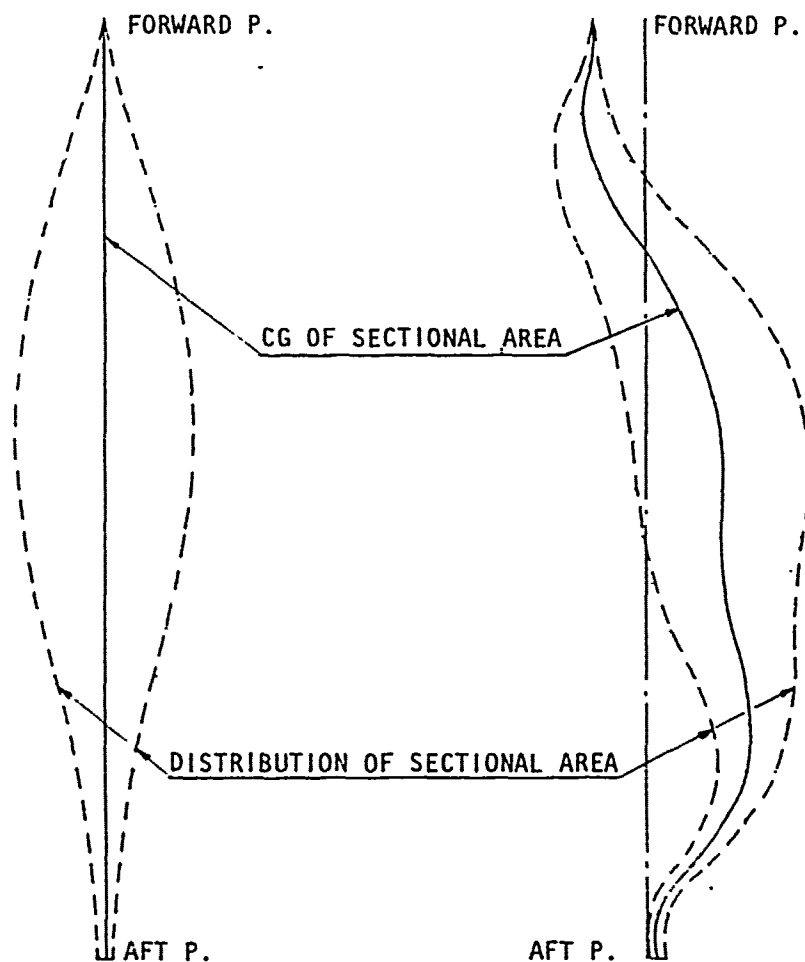 FORWARD P.
FORWARD P.
CG OF SECTIONAL AREA
DISTRIBUTION OF SECTIONAL AREA
AFT P.
AFT P.